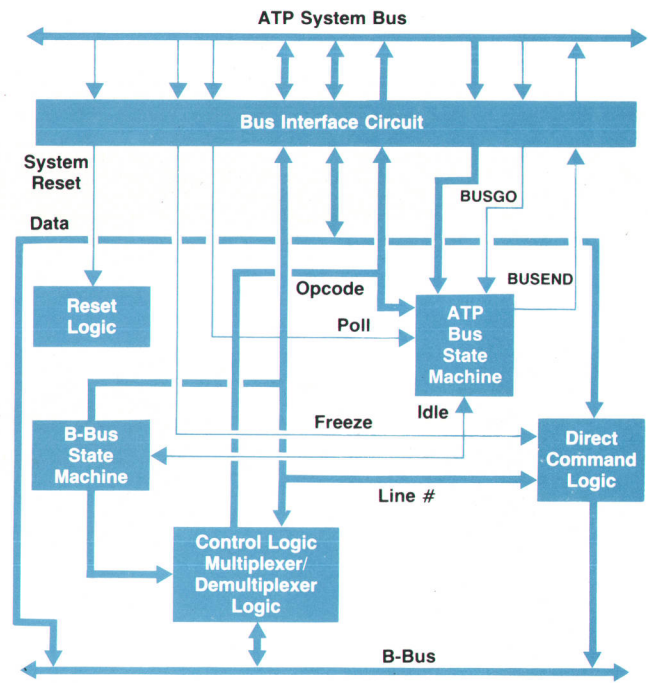 ATP System Bus
Bus Interface Circuit
System
Reset
BUSGO
Data
BUSEND
Opcode
Reset
Logic
ATP
Bus
State
Machine
Poll
Idle
Freeze
B-Bus
State
Machine
Direct
Command
Logic
Line #
Control Logic
Multiplexer/
Demultiplexer
Logic
B-Bus